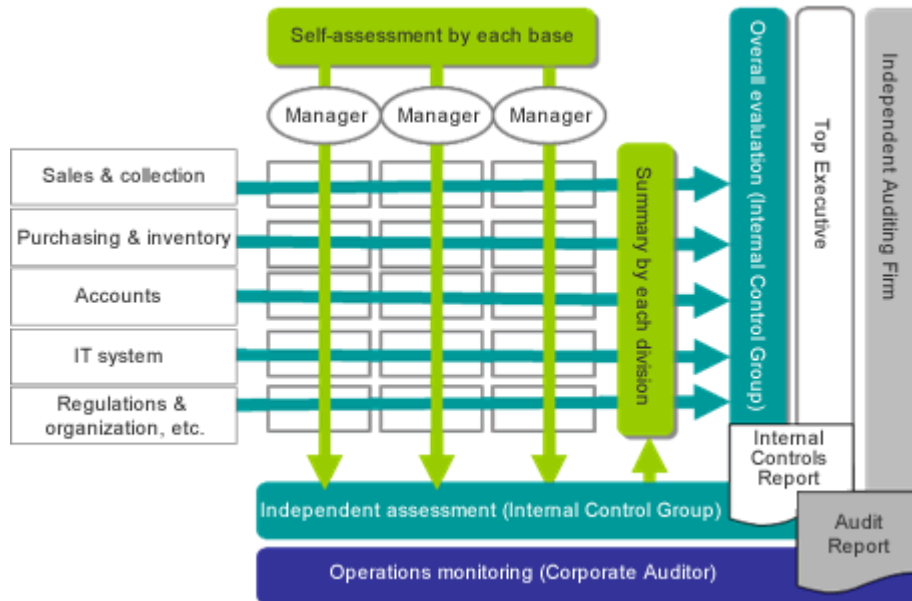 Self-assessment by each base
Manager
Manager
Manager
Sales & collection
Purchasing & inventory
Accounts
IT system
Regulations &
organization, etc.
Summary by each division
Overall evaluation (Internal Control Group)
Top Executive
Independent Auditing Firm
Internal
Controls
Report
Independent assessment (Internal Control Group)
Audit
Report
Operations monitoring (Corporate Auditor)